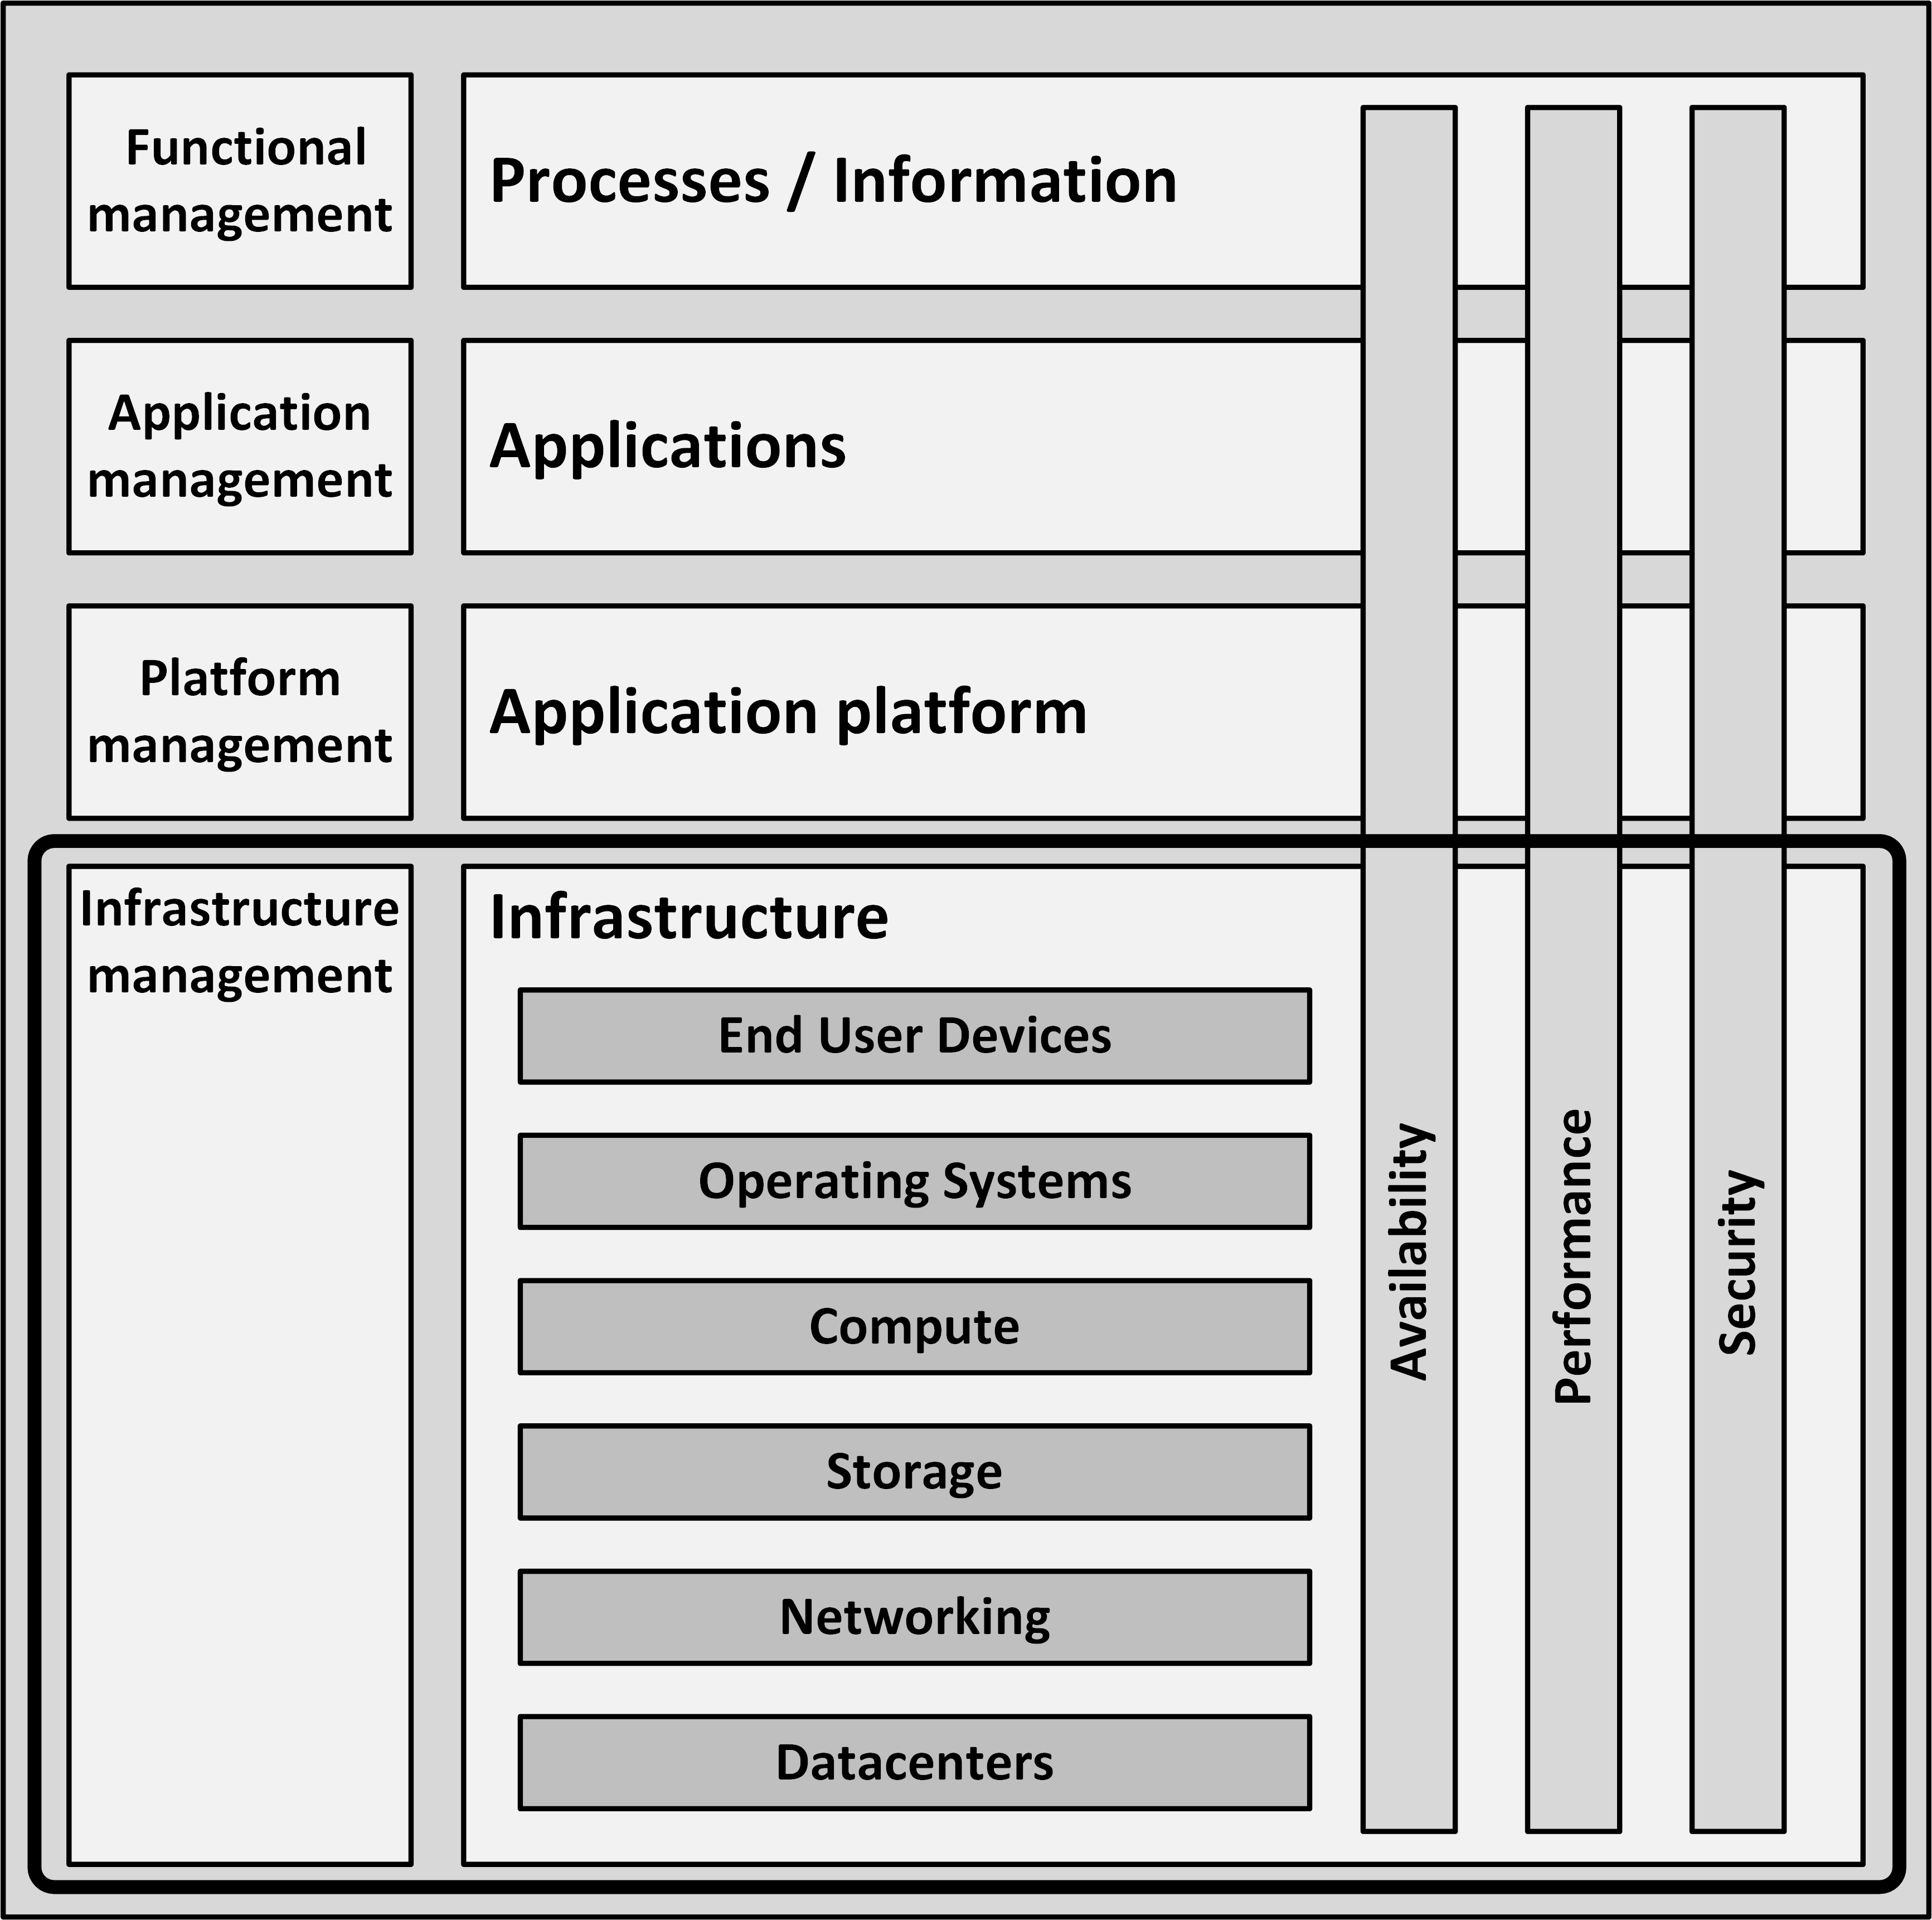 Functional
management
Processes / Information
Application
management
Applications
Platform
management
Application platform
Infrastructure
management
Infrastructure
End User Devices
Operating Systems
Compute
Storage
Networking
Datacenters
Availability
Performance
Security